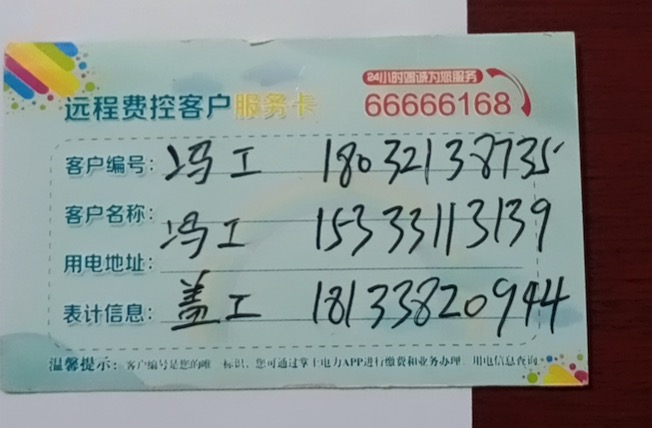 24小时竭诚为您服务
远程费控客户服务卡 66666168
客户编号: 冯工 18032138735
客户名称: 冯工 15333113139
用电地址:
表计信息: 盖工 18133820944
温馨提示: 客户编号是您的唯一标识,您可通过掌上电力APP进行缴费和业务办理、用电信息查询。